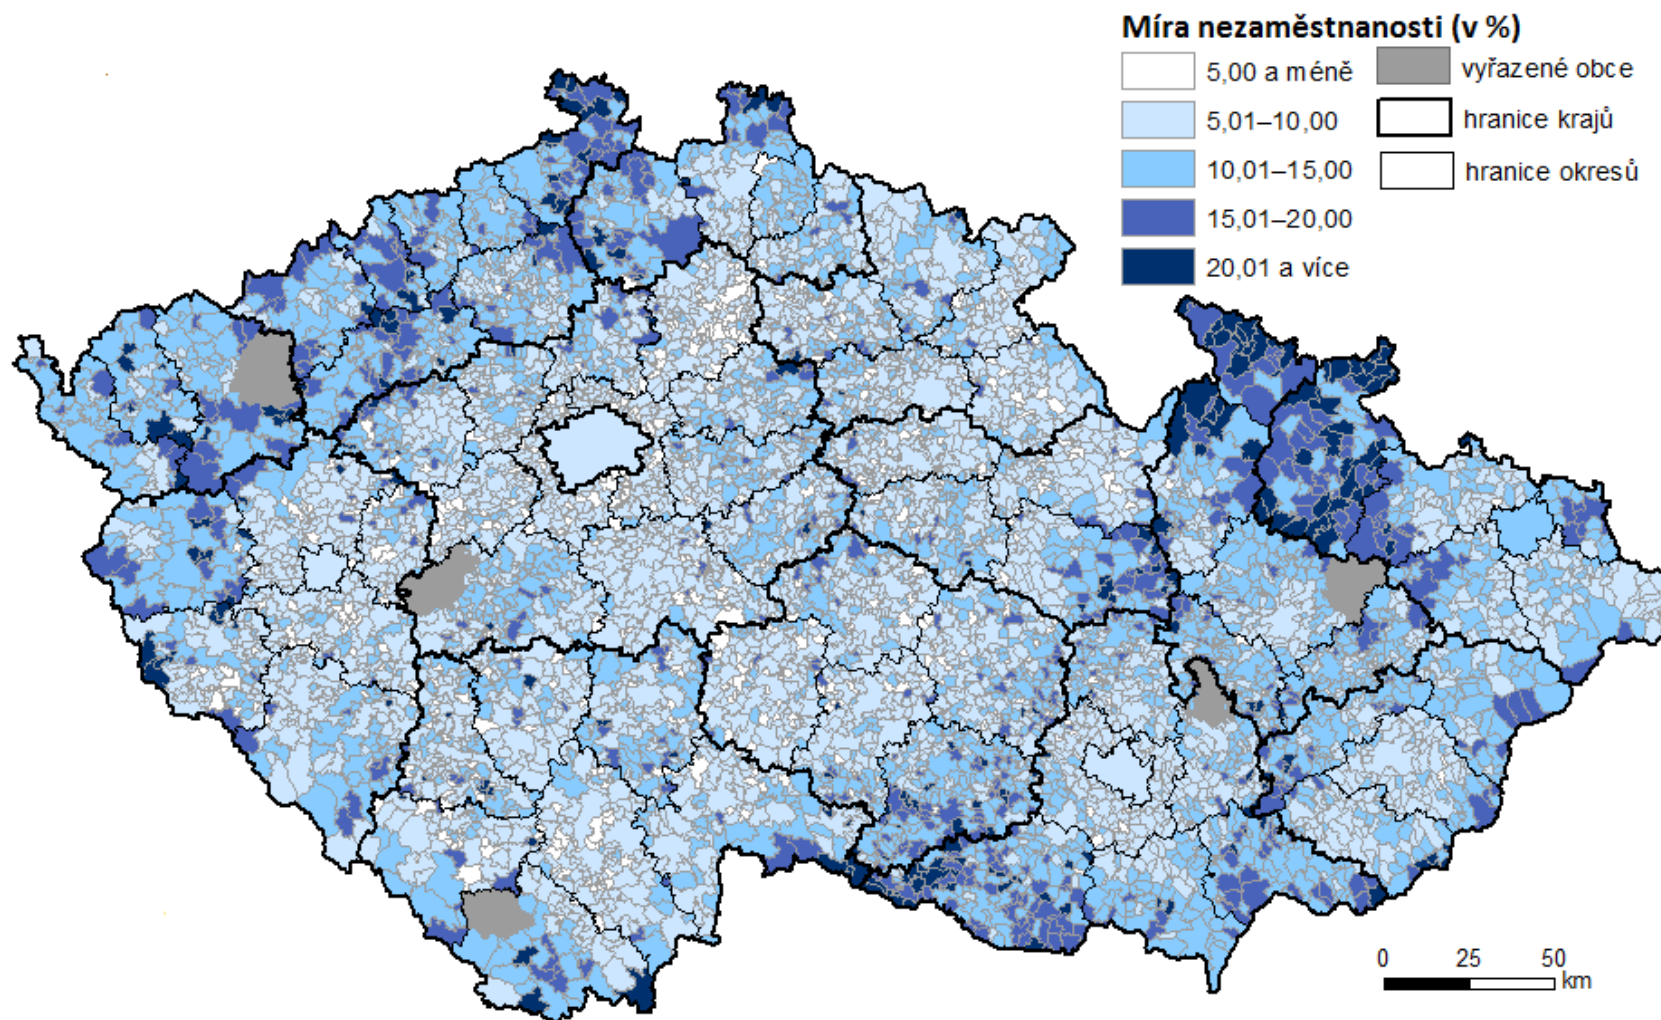 Míra nezaměstnanosti (v %)
5,00 a méně
5,01–10,00
10,01–15,00
15,01–20,00
20,01 a více
vyřazené obce
hranice krajů
hranice okresů
0 25 50
km